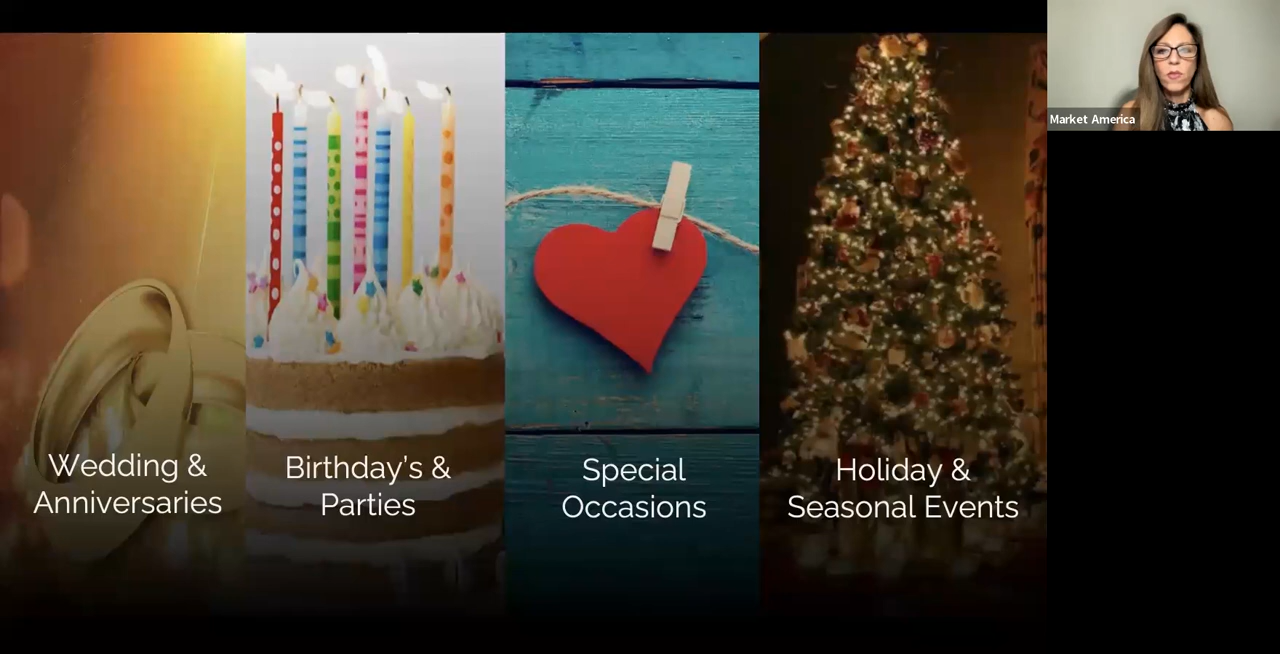 Market America
Wedding &
Anniversaries
Birthday's &
Parties
Special
Occasions
Holiday &
Seasonal Events